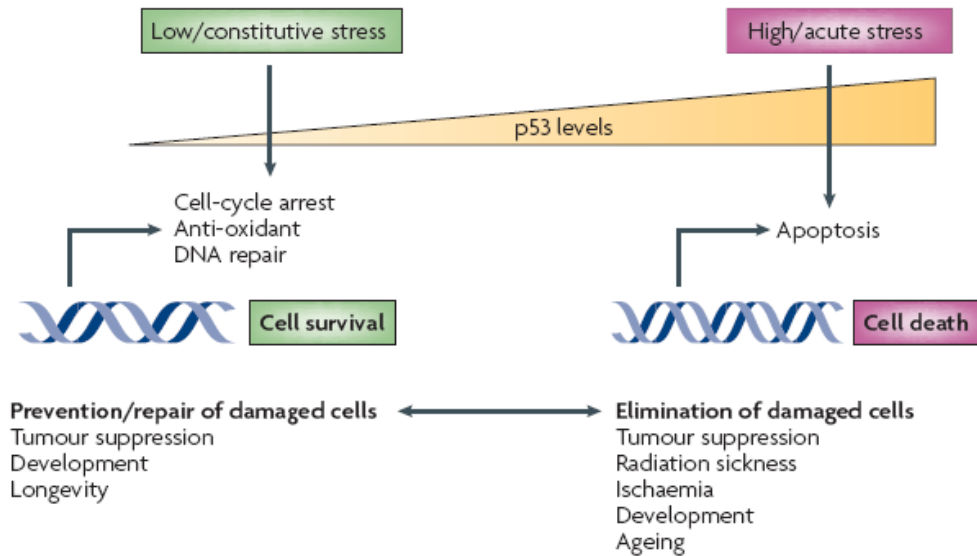 Low/constitutive stress
High/acute stress
p53 levels
Cell-cycle arrest
Anti-oxidant
DNA repair
Apoptosis
Cell survival
Cell death
Prevention/repair of damaged cells
Tumour suppression
Development
Longevity
Elimination of damaged cells
Tumour suppression
Radiation sickness
Ischaemia
Development
Ageing